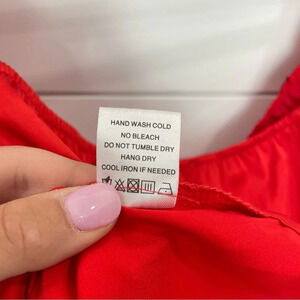 HAND WASH COLD
NO BLEACH
DO NOT TUMBLE DRY
HANG DRY
COOL IRON IF NEEDED